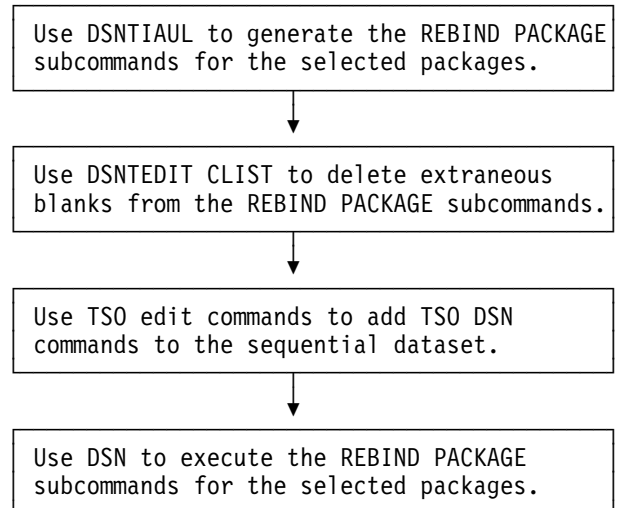 Use DSNTIAUL to generate the REBIND PACKAGE
subcommands for the selected packages.
Use DSNTEDIT CLIST to delete extraneous
blanks from the REBIND PACKAGE subcommands.
Use TSO edit commands to add TSO DSN
commands to the sequential dataset.
Use DSN to execute the REBIND PACKAGE
subcommands for the selected packages.